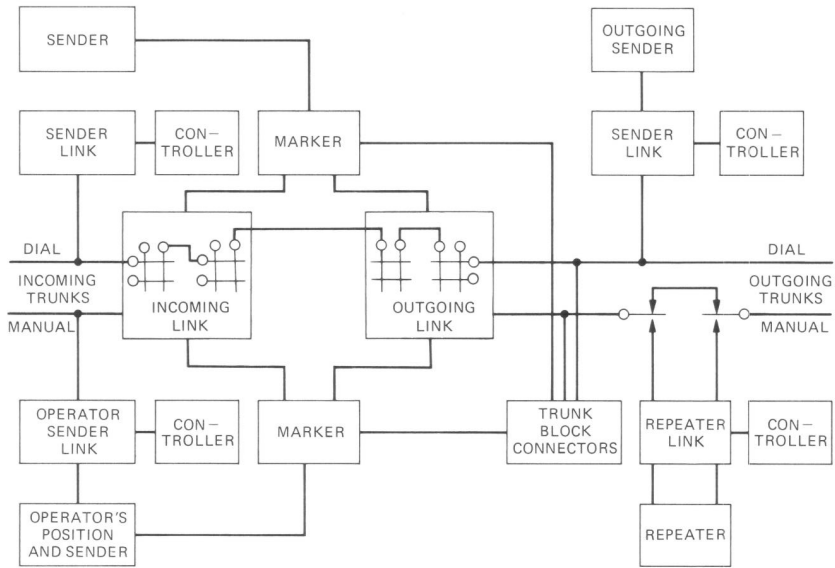 SENDER
OUTGOING
SENDER
SENDER
LINK
CON–
TROLLER
MARKER
SENDER
LINK
CON–
TROLLER
DIAL
INCOMING
TRUNKS
MANUAL
INCOMING
LINK
OUTGOING
LINK
DIAL
OUTGOING
TRUNKS
MANUAL
OPERATOR
SENDER
LINK
CON–
TROLLER
MARKER
TRUNK
BLOCK
CONNECTORS
REPEATER
LINK
CON–
TROLLER
OPERATOR'S
POSITION
AND SENDER
REPEATER